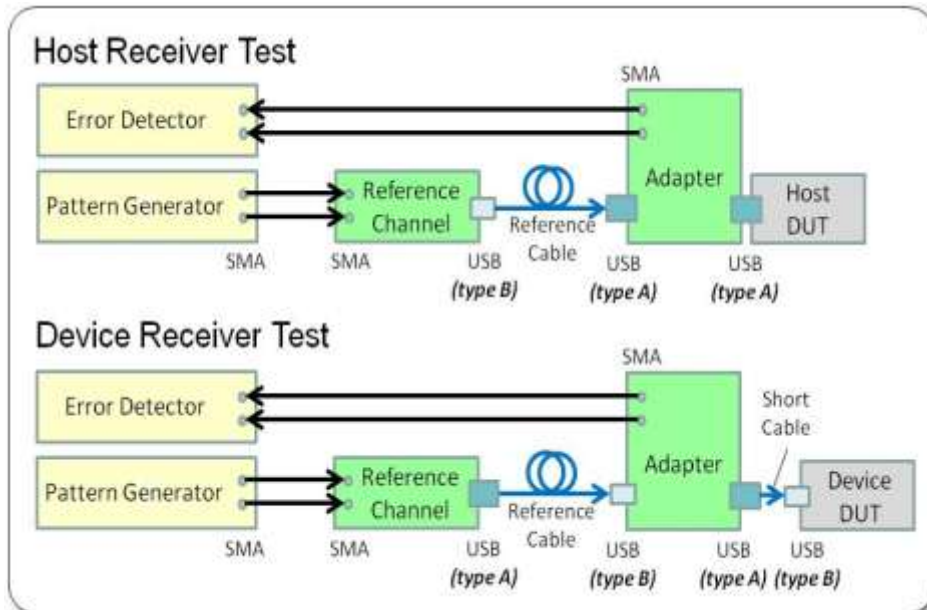 Host Receiver Test
SMA
Error Detector
Pattern Generator
Reference
Channel
Reference
Cable
Adapter
Host
DUT
SMA
SMA
USB
(type B)
USB
(type A)
USB
(type A)
Device Receiver Test
SMA
Error Detector
Pattern Generator
Reference
Channel
Reference
Cable
Adapter
Short
Cable
Device
DUT
SMA
SMA
USB
(type A)
USB
(type B)
USB
(type A)
USB
(type B)